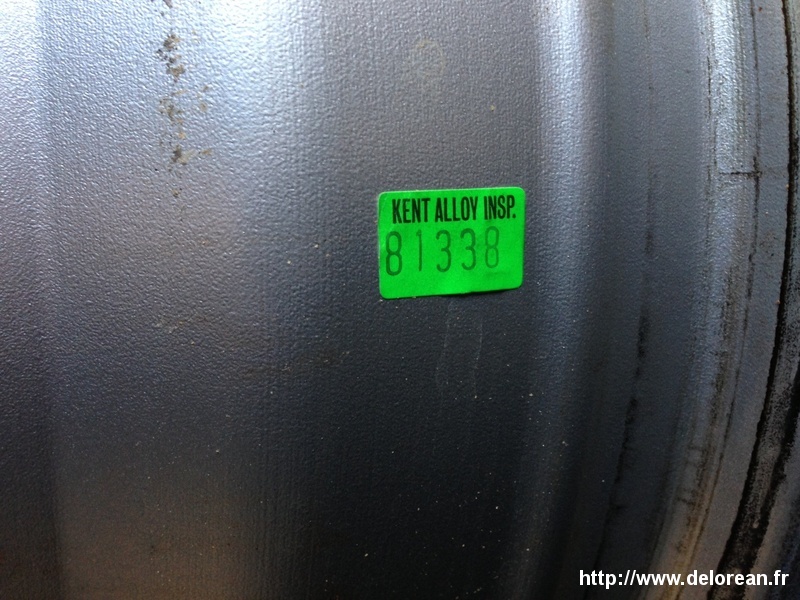 KENT ALLOY INSP.
81338
http://www.delorean.fr